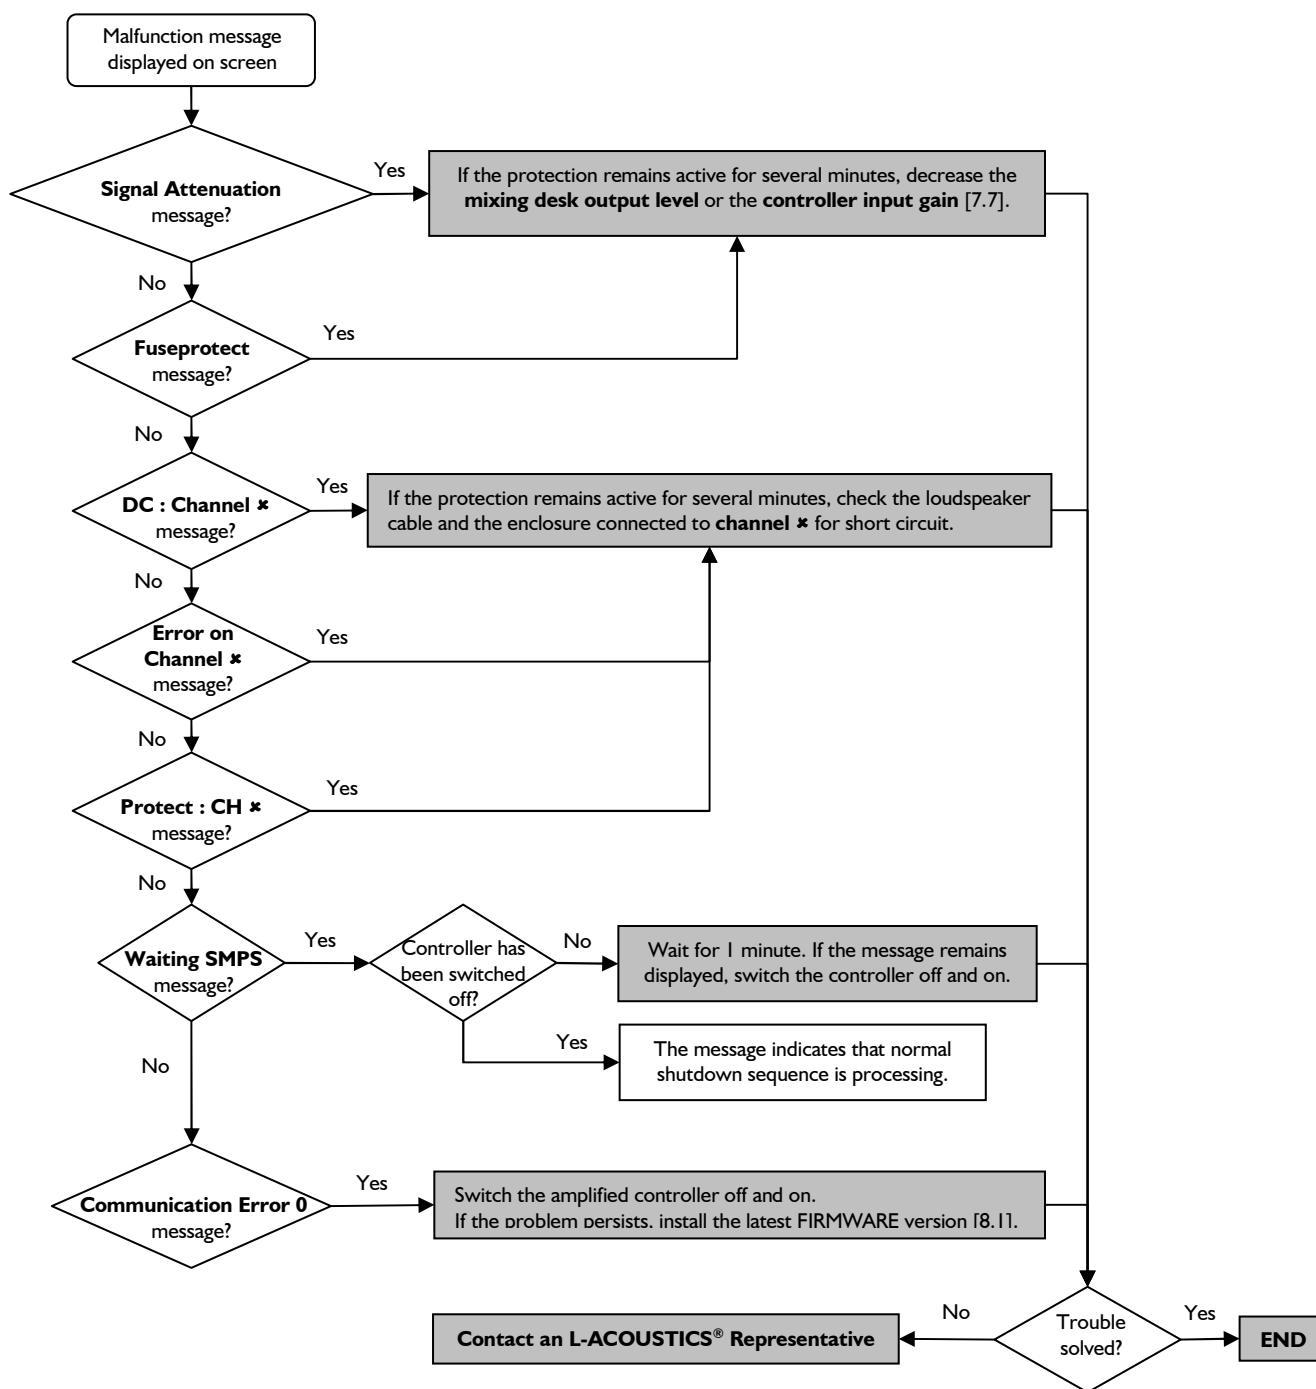 Malfunction message
displayed on screen
Signal Attenuation
message?
Yes
If the protection remains active for several minutes, decrease the
mixing desk output level or the controller input gain [7.7].
No
Fuseprotect
message?
Yes
No
DC : Channel ✖
message?
Yes
If the protection remains active for several minutes, check the loudspeaker
cable and the enclosure connected to channel ✖ for short circuit.
No
Error on
Channel ✖
message?
Yes
No
Protect : CH ✖
message?
Yes
No
Waiting SMPS
message?
Yes
Controller has
been switched
off?
No
Wait for 1 minute. If the message remains
displayed, switch the controller off and on.
Yes
The message indicates that normal
shutdown sequence is processing.
No
Communication Error 0
message?
Yes
Switch the amplified controller off and on.
If the problem persists, install the latest FIRMWARE version [8.1].
Trouble
solved?
No
Contact an L-ACOUSTICS® Representative
Yes
END